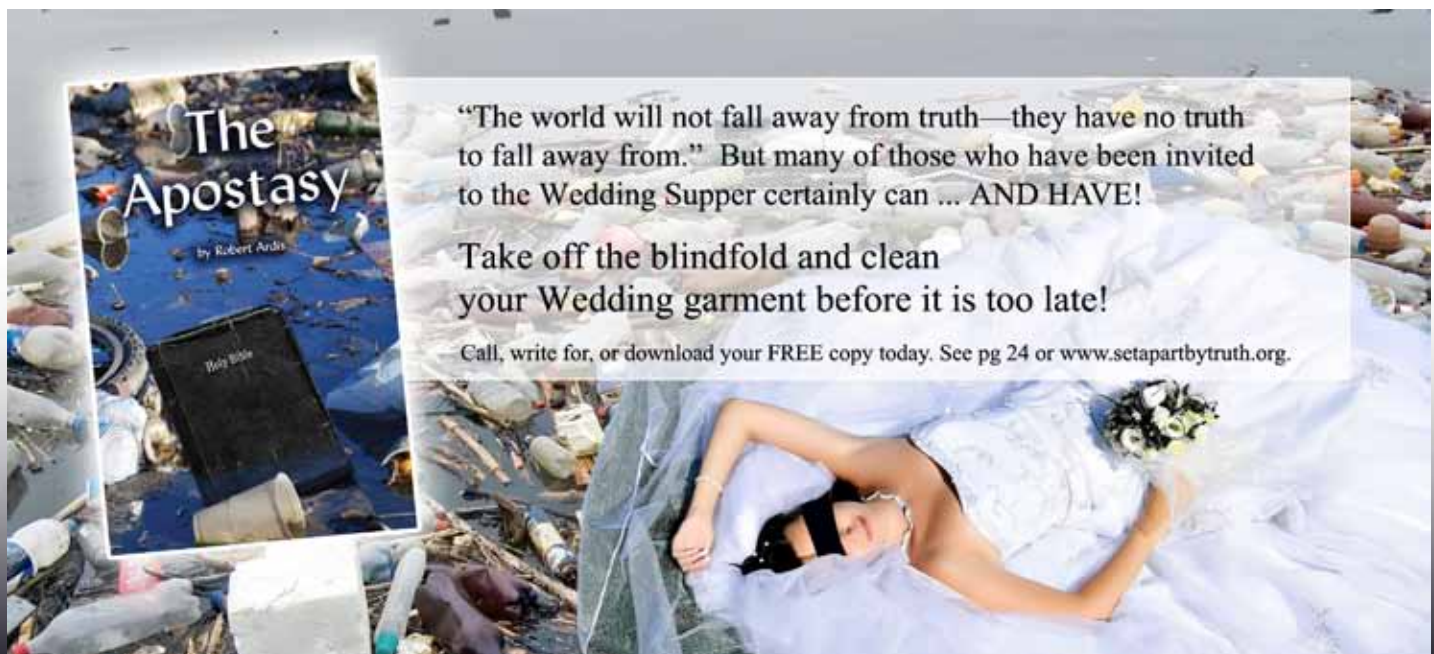 The
Apostasy
by Robert Ardis
Holy Bible
“The world will not fall away from truth—they have no truth
to fall away from.” But many of those who have been invited
to the Wedding Supper certainly can ... AND HAVE!
Take off the blindfold and clean
your Wedding garment before it is too late!
Call, write for, or download your FREE copy today. See pg 24 or www.setapartbytruth.org.